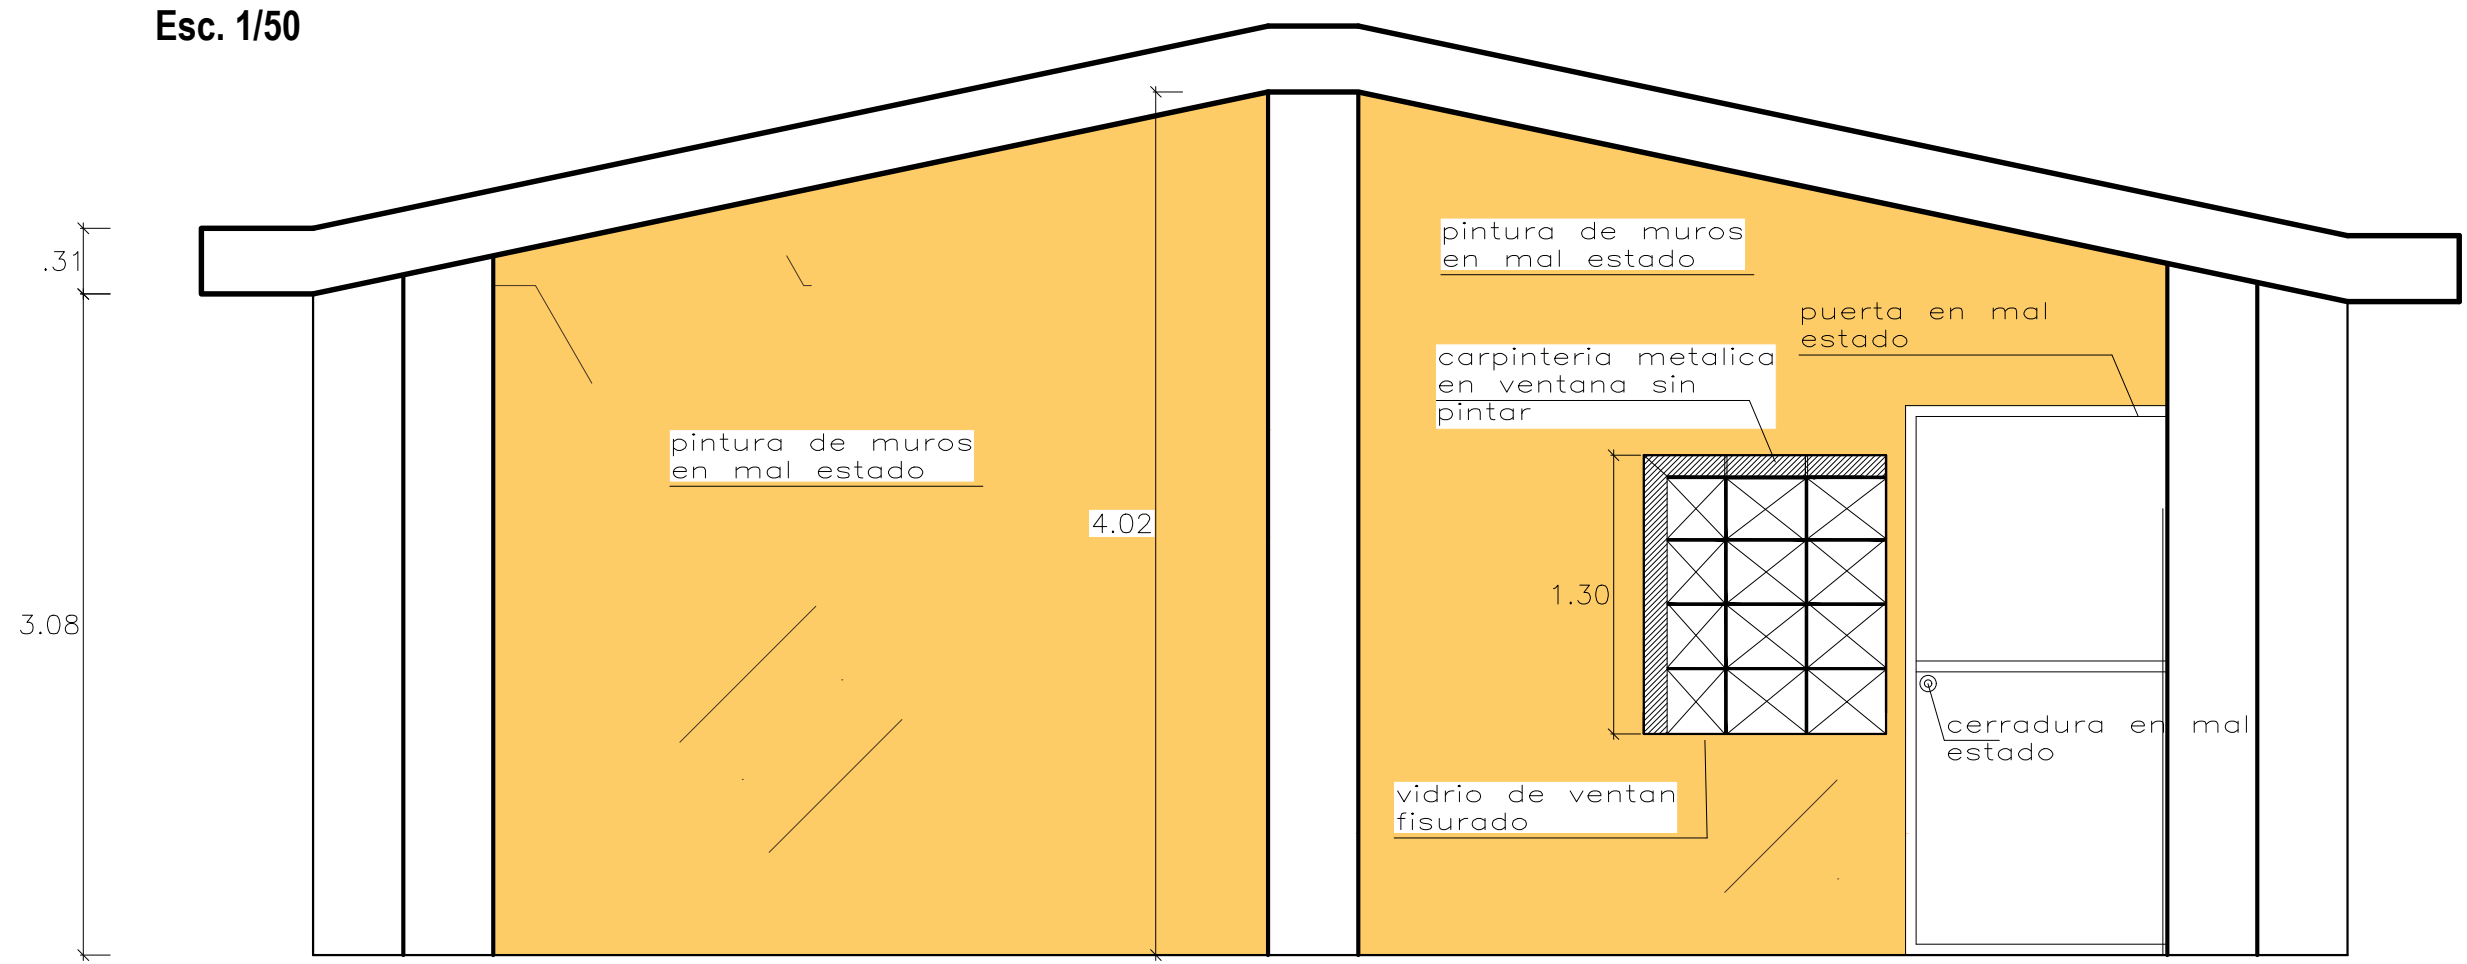 Esc. 1/50
pintura de muros
en mal estado
.31
puerta en mal
estado
carpinteria metalica
en ventana sin
pintar
pintura de muros
en mal estado
4.02
1.30
3.08
cerradura en mal
estado
vidrio de ventan
fisurado